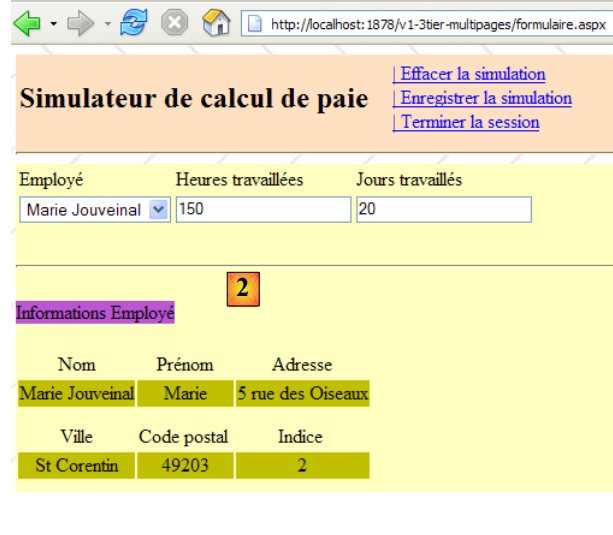 http://localhost:1878/v1-3tier-multipages/formulaire.aspx
Simulateur de calcul de paie
| Effacer la simulation
| Enregistrer la simulation
| Terminer la session
Employé Heures travaillées Jours travaillés
Marie Jouveinal 150 20
2
Informations Employé
Nom Prénom Adresse
Marie Jouveinal Marie 5 rue des Oiseaux
Ville Code postal Indice
St Corentin 49203 2